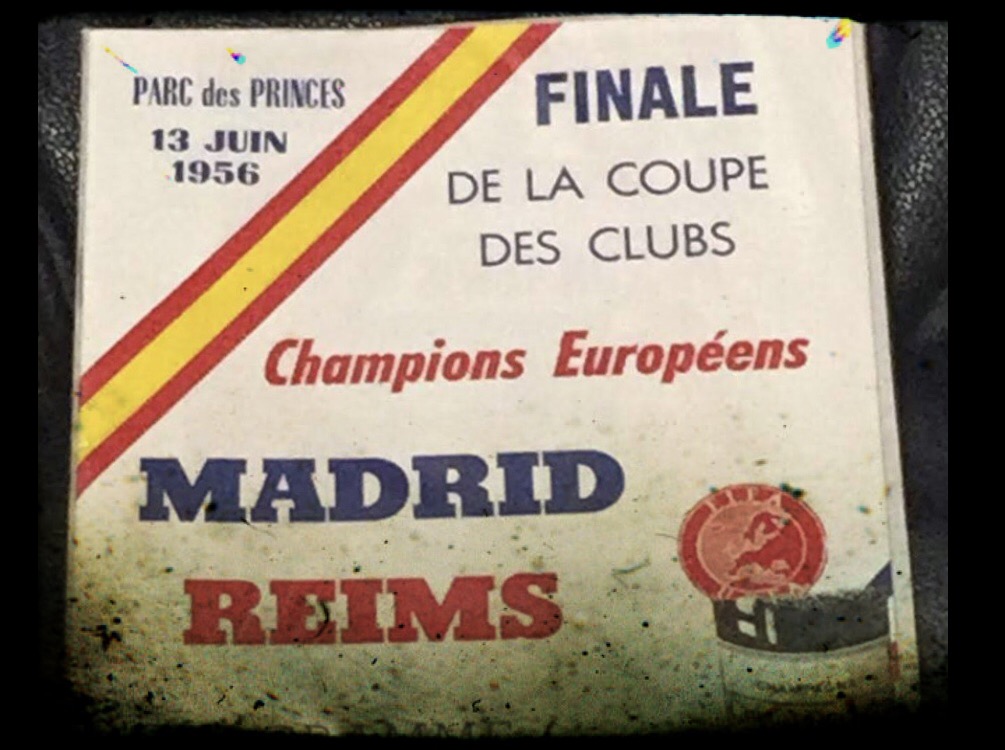 PARC des PRINCES
13 JUIN
1956
FINALE
DE LA COUPE
DES CLUBS
Champions Européens
MADRID
REIMS